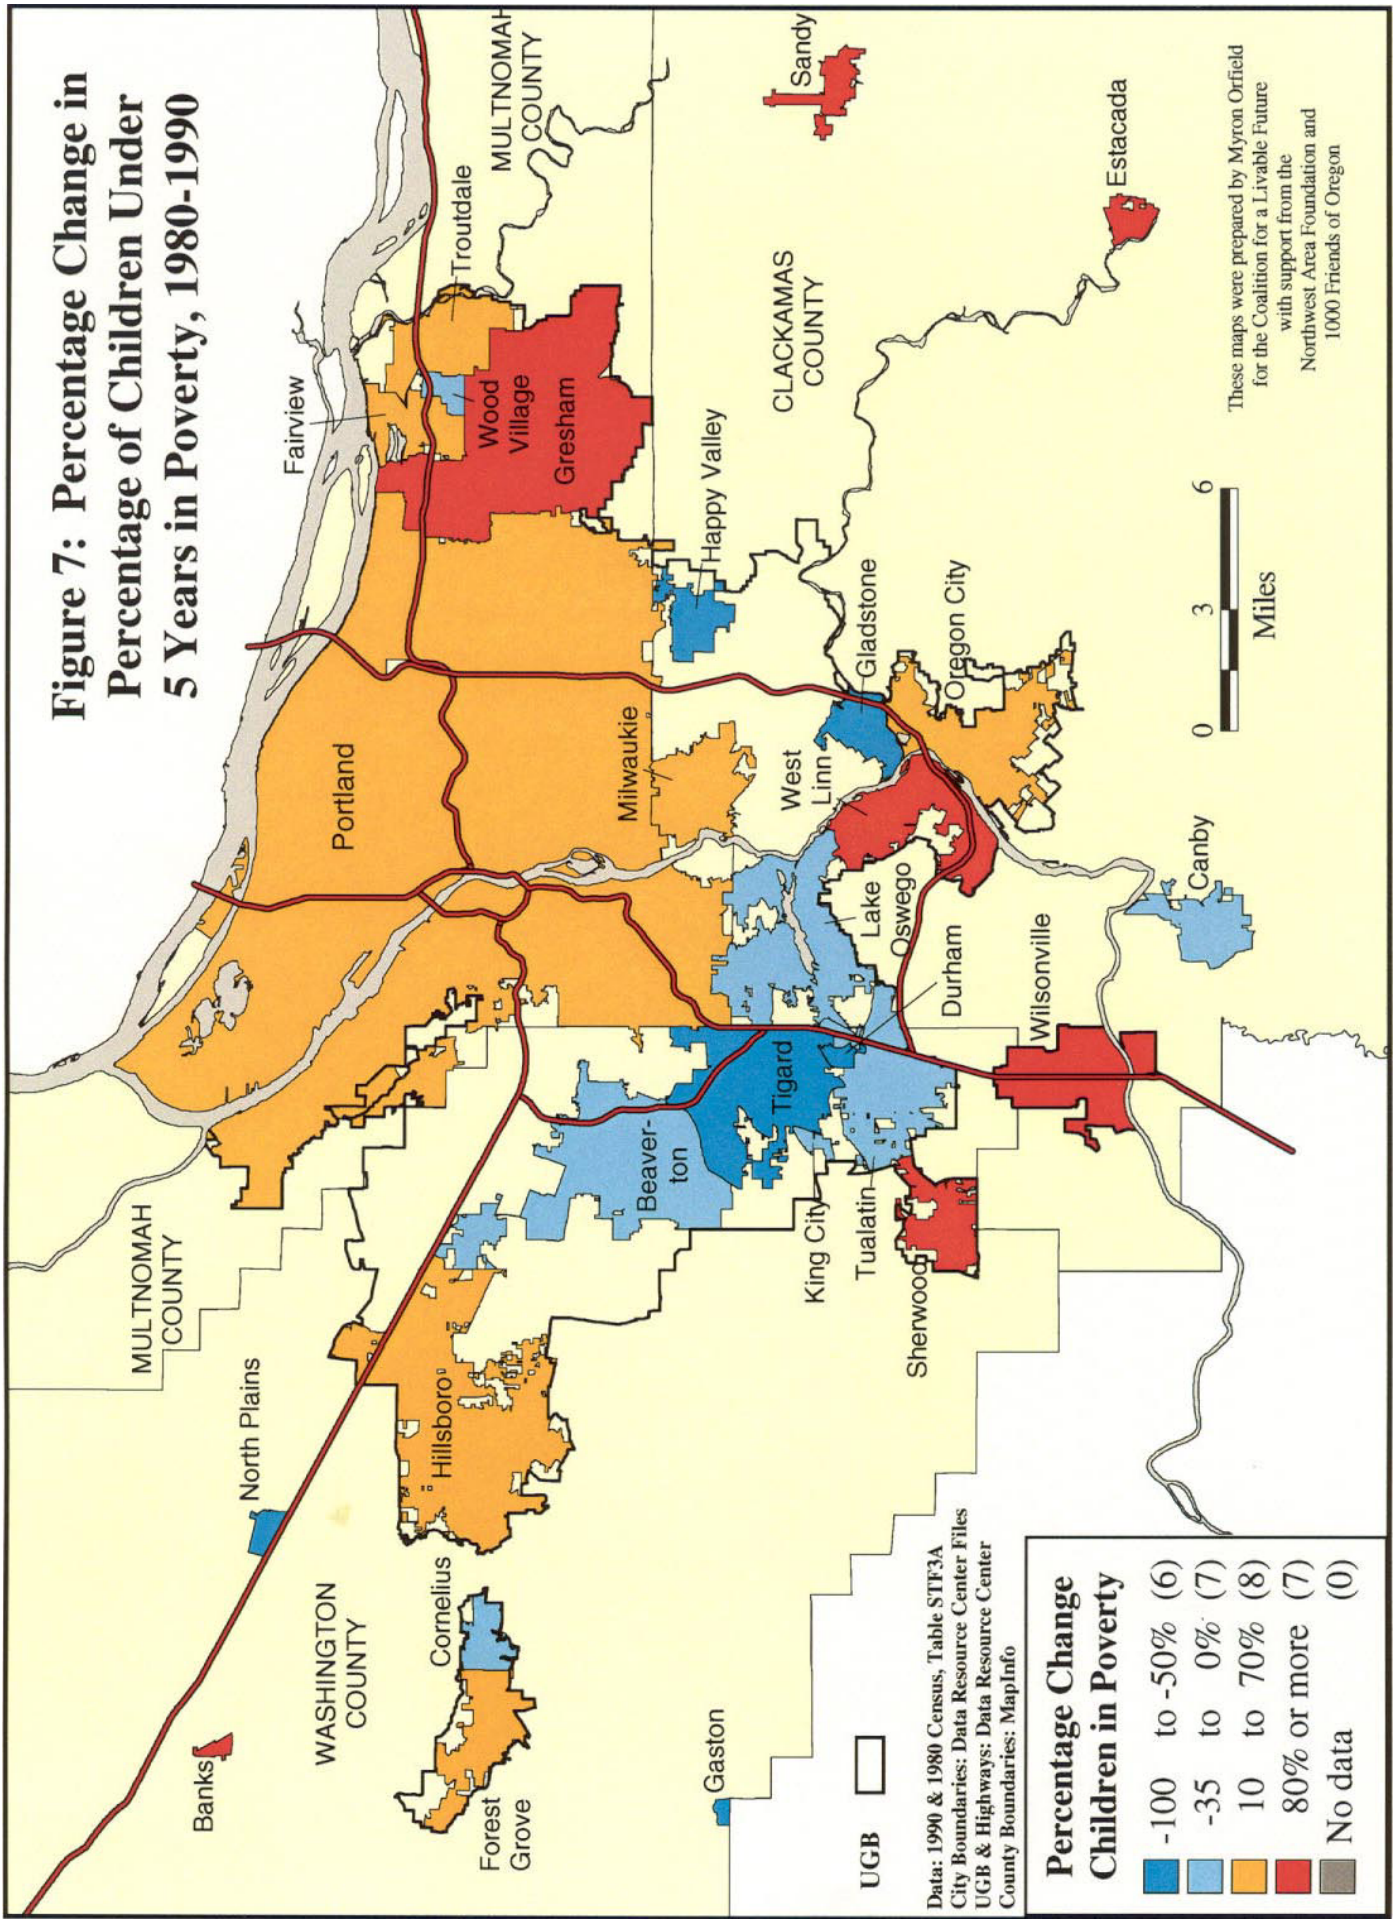 Figure 7: Percentage Change in
Percentage of Children Under
5 Years in Poverty, 1980-1990
MULTNOMAH
COUNTY
MULTNOMAH
COUNTY
WASHINGTON
COUNTY
CLACKAMAS
COUNTY
Banks
North Plains
Forest
Grove
Cornelius
Hillsboro
Gaston
Portland
Fairview
Troutdale
Wood
Village
Gresham
Sandy
Estacada
Happy Valley
Milwaukie
Gladstone
Oregon City
West
Linn
Lake
Oswego
Durham
Beaver-
ton
Tigard
King City
Tualatin
Sherwood
Wilsonville
Canby
0 3 6
Miles
These maps were prepared by Myron Orfield
for the Coalition for a Livable Future
with support from the
Northwest Area Foundation and
1000 Friends of Oregon
UGB
Data: 1990 & 1980 Census, Table STF3A
City Boundaries: Data Resource Center Files
UGB & Highways: Data Resource Center
County Boundaries: MapInfo
Percentage Change
Children in Poverty
-100 to -50% (6)
-35 to 0% (7)
10 to 70% (8)
80% or more (7)
No data (0)